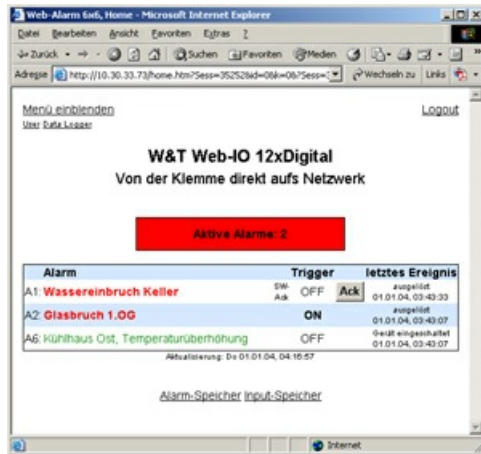 Web-Alarm 6x6, Home - Microsoft Internet Explorer
Datei Bearbeiten Ansicht Favoriten Extras ?
Zurück Suchen Favoriten Medien
Adresse http://10.30.33.73/home.htm?Sess= Wechseln zu Links
Menü einblenden Logout
User Data Logger
W&T Web-IO 12xDigital
Von der Klemme direkt aufs Netzwerk
Aktive Alarme: 2
Alarm Trigger letztes Ereignis
A1: Wassereinbruch Keller SW-Ack OFF Ack ausgelöst
01.01.04, 03:43:33
A2: Glasbruch 1.OG ON ausgelöst
01.01.04, 03:43:07
A6: Kühlhaus Ost, Temperaturüberhöhung OFF Gerät eingeschaltet
01.01.04, 03:43:07
Aktualisierung: Do 01.01.04, 04:16:57
Alarm-Speicher Input-Speicher
Internet